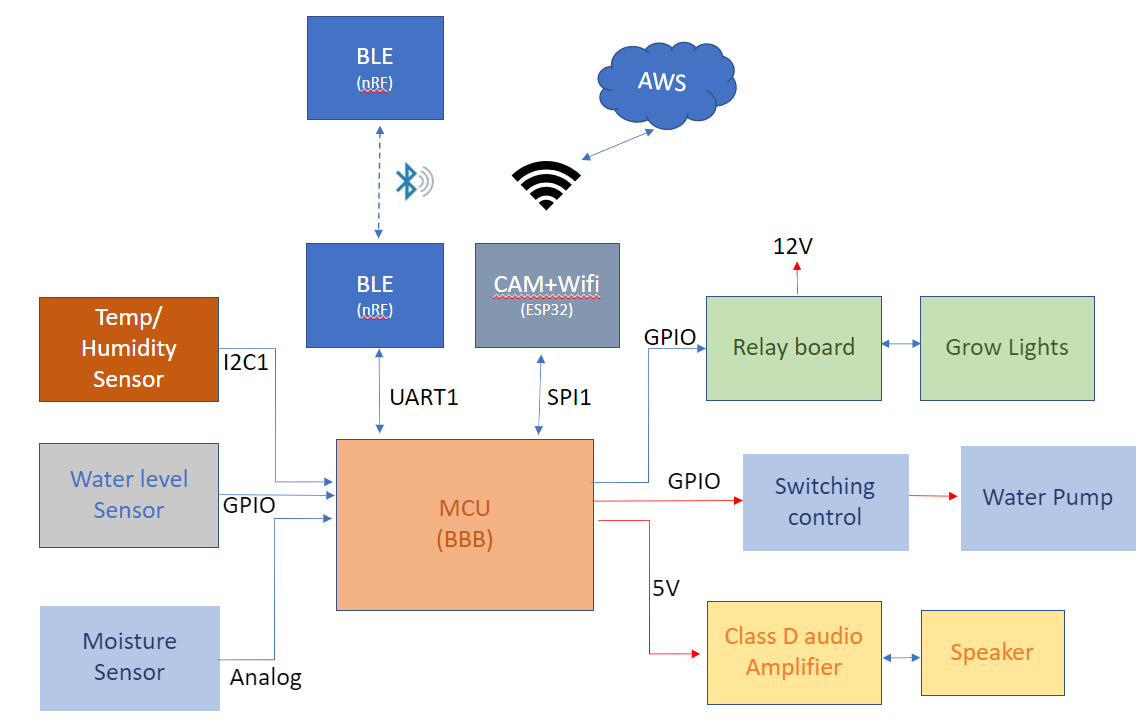 BLE
(nRF)
AWS
BLE
(nRF)
CAM+Wifi
(ESP32)
12V
Temp/
Humidity
Sensor
I2C1
UART1
SPI1
GPIO
Relay board
Grow Lights
Water level
Sensor
GPIO
MCU
(BBB)
GPIO
Switching
control
Water Pump
Moisture
Sensor
Analog
5V
Class D audio
Amplifier
Speaker